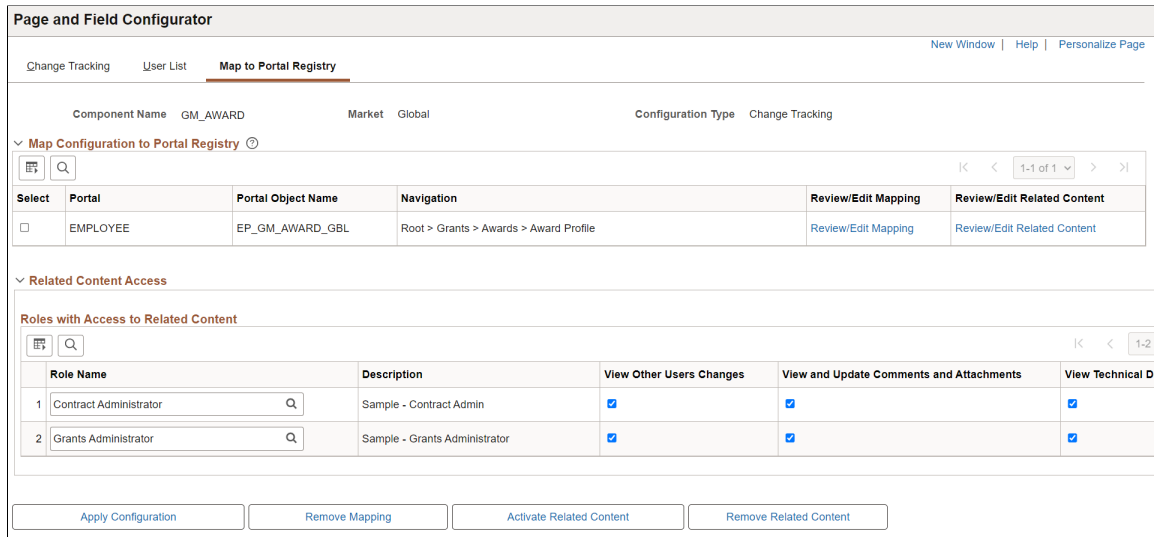 Page and Field Configurator
New Window | Help | Personalize Page
Change Tracking User List Map to Portal Registry
Component Name GM_AWARD Market Global Configuration Type Change Tracking
Map Configuration to Portal Registry
1-1 of 1
Select Portal Portal Object Name Navigation Review/Edit Mapping Review/Edit Related Content
EMPLOYEE EP_GM_AWARD_GBL Root > Grants > Awards > Award Profile Review/Edit Mapping Review/Edit Related Content
Related Content Access
Roles with Access to Related Content
1-2
Role Name Description View Other Users Changes View and Update Comments and Attachments View Technical D
1 Contract Administrator Sample - Contract Admin
2 Grants Administrator Sample - Grants Administrator
Apply Configuration Remove Mapping Activate Related Content Remove Related Content